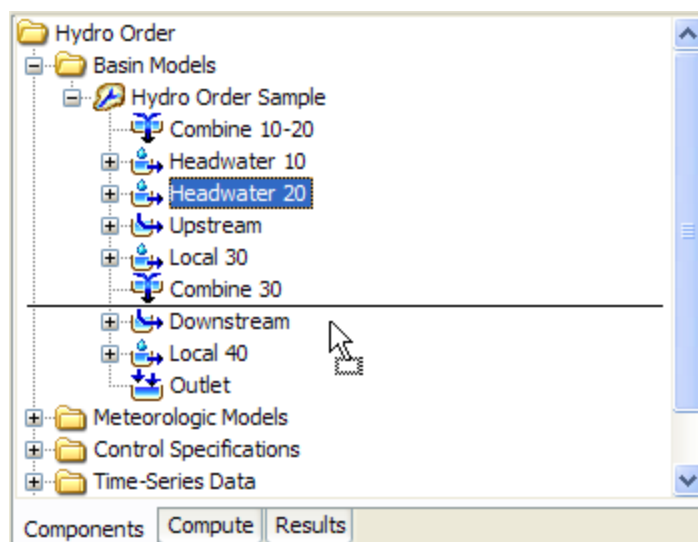 Hydro Order
Basin Models
Hydro Order Sample
Combine 10-20
Headwater 10
Headwater 20
Upstream
Local 30
Combine 30
Downstream
Local 40
Outlet
Meteorologic Models
Control Specifications
Time-Series Data
Components Compute Results